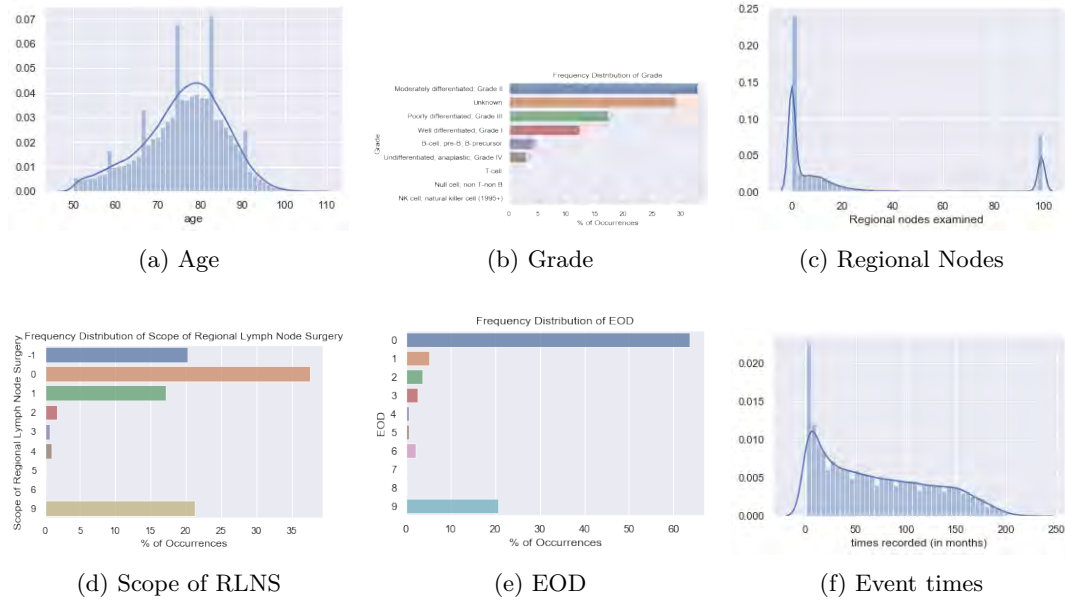 0.07
0.06
0.05
0.04
0.03
0.02
0.01
0.00
50 60 70 80 90 100 110
age
(a) Age
Frequency Distribution of Grade
Grade
Moderately differentiated; Grade II
Unknown
Poorly differentiated; Grade III
Well differentiated; Grade I
B-cell; pre-B; B-precursor
Undifferentiated; anaplastic; Grade IV
T-cell
Null cell; non T-non B
NK cell; natural killer cell (1995+)
0 5 10 15 20 25 30
% of Occurrences
(b) Grade
0.25
0.20
0.15
0.10
0.05
0.00
0 20 40 60 80 100
Regional nodes examined
(c) Regional Nodes
Frequency Distribution of Scope of Regional Lymph Node Surgery
Scope of Regional Lymph Node Surgery
-1
0
1
2
3
4
5
6
9
0 5 10 15 20 25 30 35
% of Occurrences
(d) Scope of RLNS
Frequency Distribution of EOD
EOD
0
1
2
3
4
5
6
7
8
9
0 10 20 30 40 50 60
% of Occurrences
(e) EOD
0.020
0.015
0.010
0.005
0.000
0 50 100 150 200 250
times recorded (in months)
(f) Event times